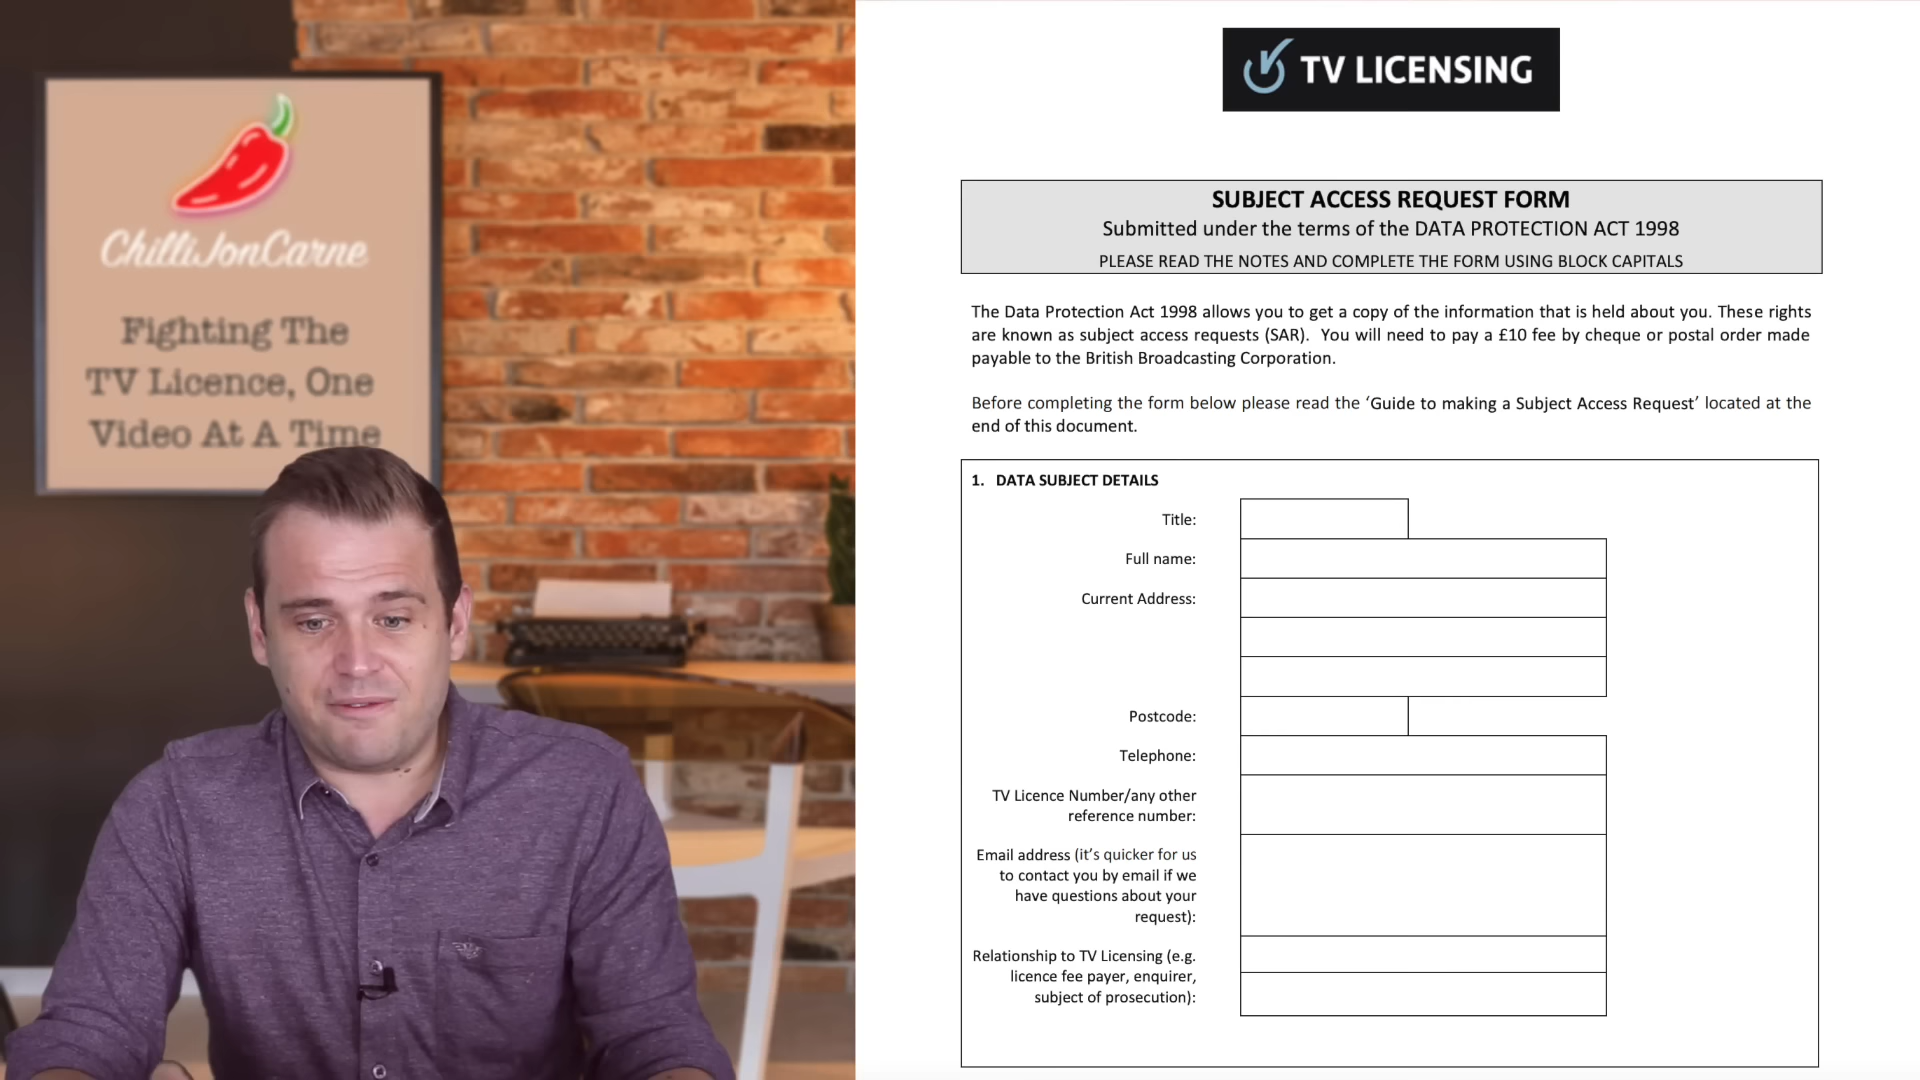 ChilliJonCarne
Fighting The
TV Licence, One
Video At A Time
TV LICENSING
SUBJECT ACCESS REQUEST FORM
Submitted under the terms of the DATA PROTECTION ACT 1998
PLEASE READ THE NOTES AND COMPLETE THE FORM USING BLOCK CAPITALS
The Data Protection Act 1998 allows you to get a copy of the information that is held about you. These rights
are known as subject access requests (SAR). You will need to pay a £10 fee by cheque or postal order made
payable to the British Broadcasting Corporation.
Before completing the form below please read the ‘Guide to making a Subject Access Request’ located at the
end of this document.
1. DATA SUBJECT DETAILS
Title:
Full name:
Current Address:
Postcode:
Telephone:
TV Licence Number/any other
reference number:
Email address (it’s quicker for us
to contact you by email if we
have questions about your
request):
Relationship to TV Licensing (e.g.
licence fee payer, enquirer,
subject of prosecution):